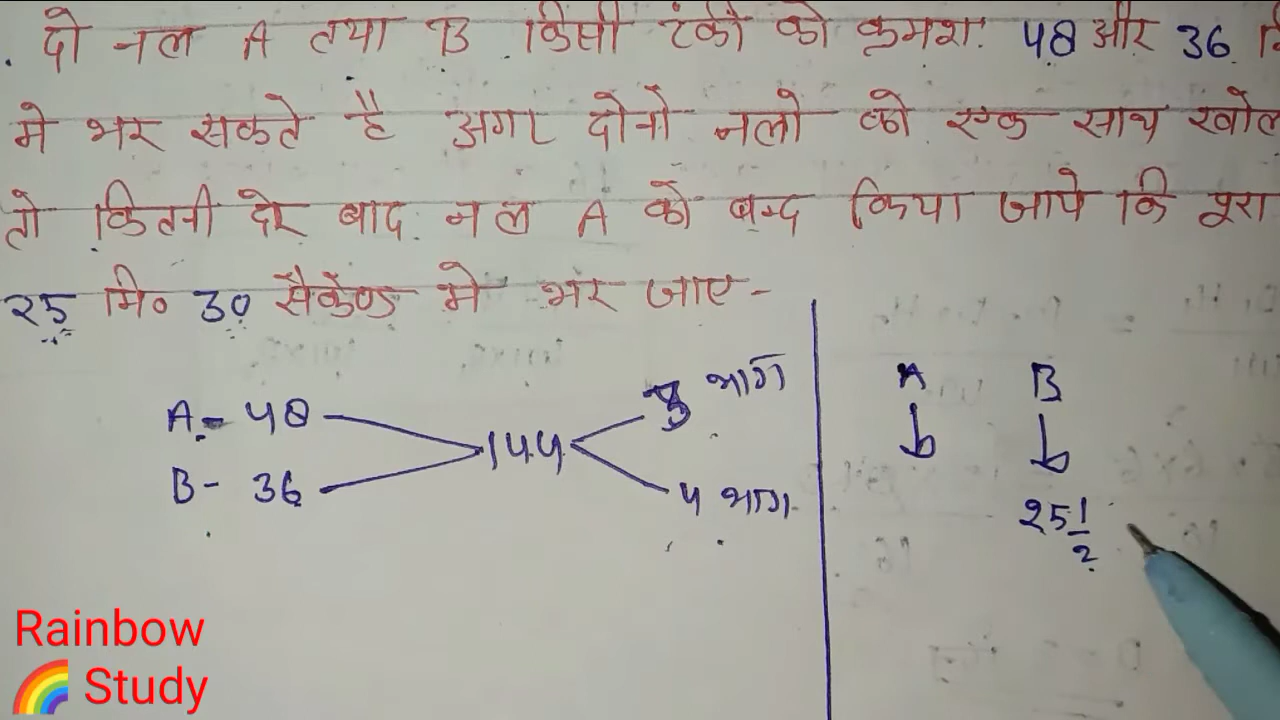 . दो नल A तथा B किसी टंकी को क्रमश: 48 और 36 मि
मे भर सकते है अगर दोनों नलो को एक साथ खोल
तो कितनी देर बाद नल A को बन्द किया जाये कि पूरा
25 मि० 30 सैकेंण्ड मे भर जाए-
A - 48
B - 36
144
3 भाग
4 भाग
A B
25 1/2
Rainbow
Study